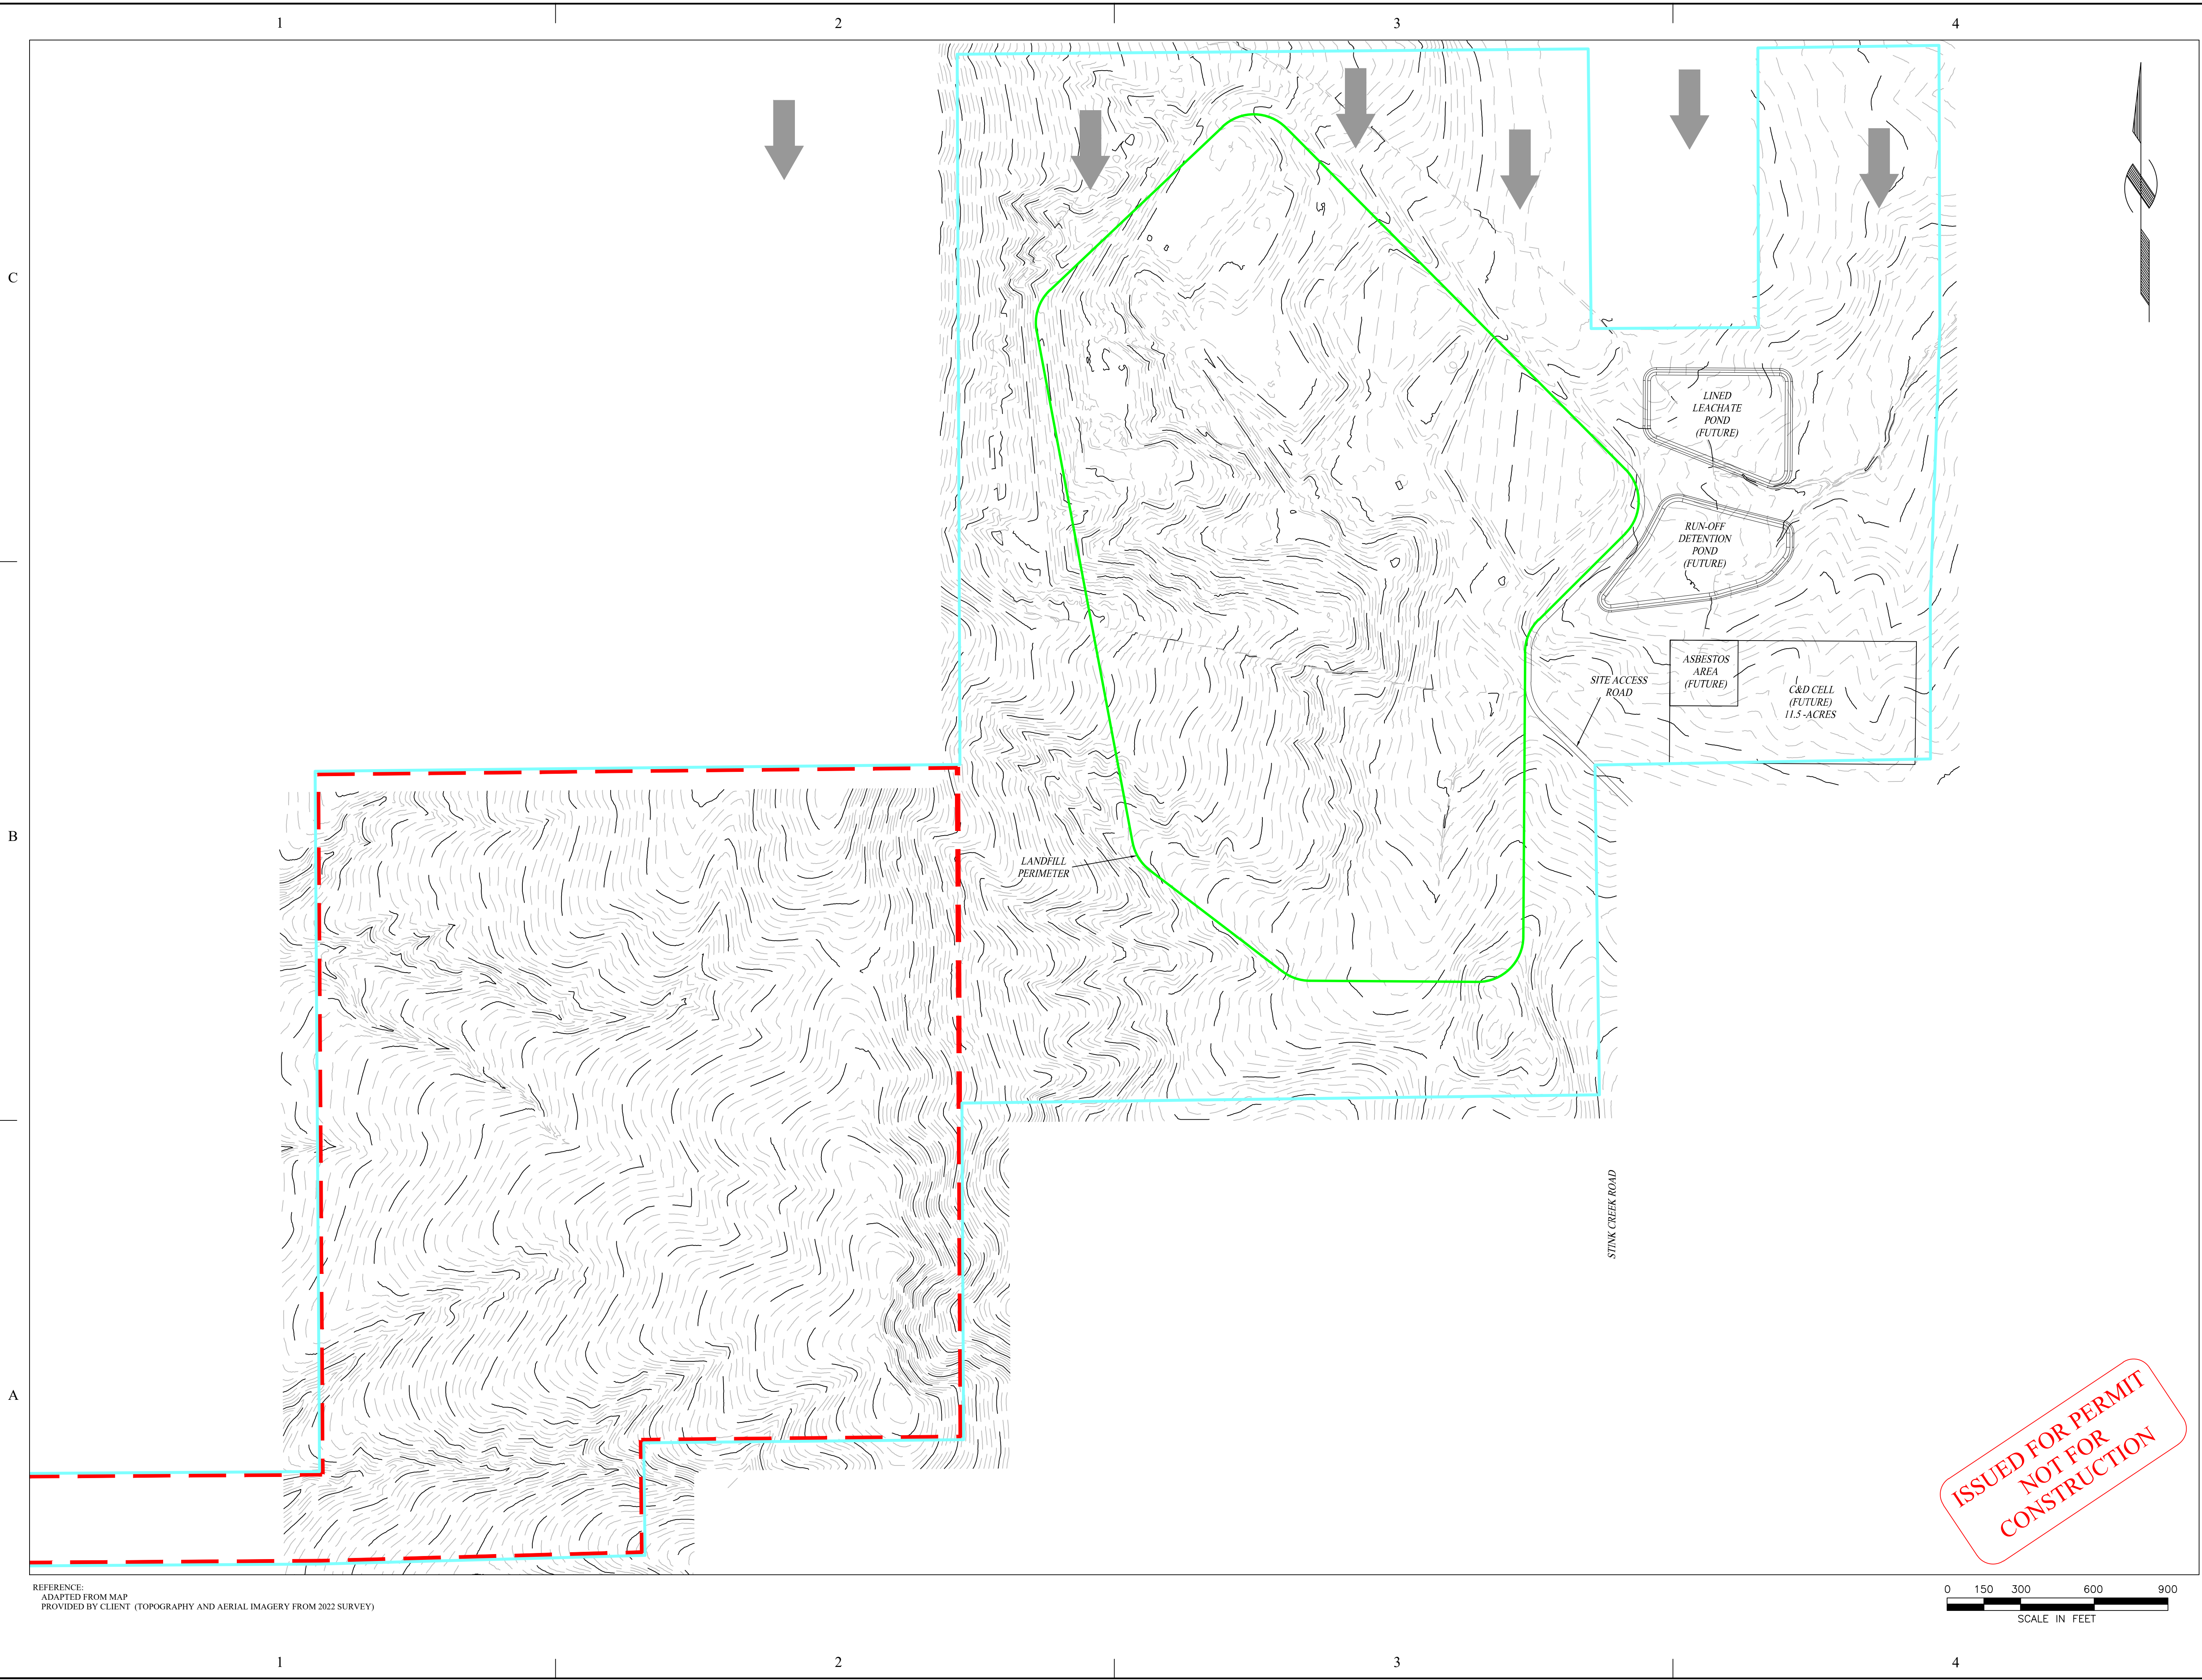 1 2 3 4
C
B
A
LINED
LEACHATE
POND
(FUTURE)
RUN-OFF
DETENTION
POND
(FUTURE)
ASBESTOS
AREA
(FUTURE)
SITE ACCESS
ROAD
C&D CELL
(FUTURE)
11.5 -ACRES
LANDFILL
PERIMETER
STINK CREEK ROAD
ISSUED FOR PERMIT
NOT FOR
CONSTRUCTION
REFERENCE:
ADAPTED FROM MAP
PROVIDED BY CLIENT (TOPOGRAPHY AND AERIAL IMAGERY FROM 2022 SURVEY)
0 150 300 600 900
SCALE IN FEET
1 2 3 4